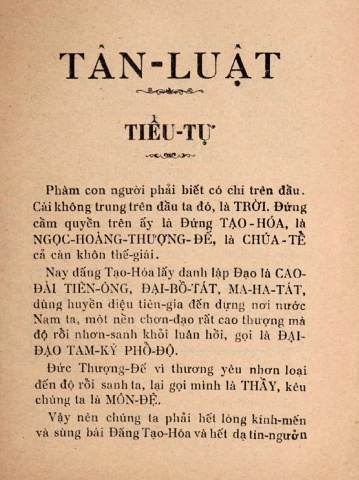 TÂN-LUẬT
TIỂU-TỰ
Phàm con người phải biết có chi trên đầu.
Cái không trung trên đầu ta đó, là TRỜI. Đứng
cầm quyền trên ấy là Đứng TẠO-HÓA, là
NGỌC-HOÀNG-THƯỢNG-ĐẾ, là CHÚA-TỂ
cả càn khôn thế-giái.
Nay đấng Tạo-Hóa lấy danh lập Đạo là CAO-
ĐÀI TIÊN-ÔNG, ĐẠI-BỒ-TÁT, MA-HA-TÁT,
dùng huyền diệu tiên-gia đến dựng nơi nước
Nam ta, một nền chơn-đạo rất cao thượng mà
độ rồi nhơn-sanh khỏi luân hồi, gọi là ĐẠI-
ĐẠO TAM-KỲ PHỔ-ĐỘ.
Đức Thượng-Đế vì thương yêu nhơn loại
đến độ rồi sanh ta, lại gọi mình là THẦY, kêu
chúng ta là MÔN-ĐỆ.
Vậy nên chúng ta phải hết lòng kính-mến
và sùng bái Đấng Tạo-Hóa và hết dạ tín-ngưỡn